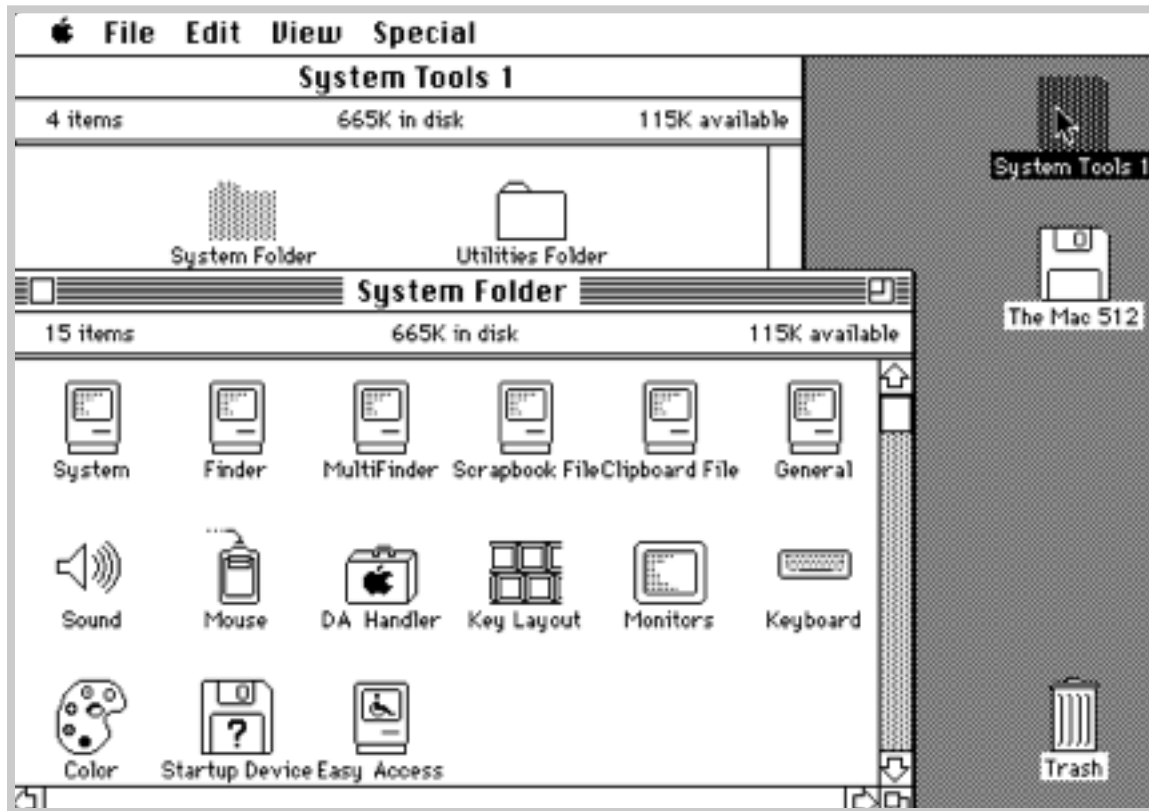 File Edit View Special
System Tools 1
4 items 665K in disk 115K available
System Tools 1
System Folder Utilities Folder
System Folder
The Mac 512
15 items 665K in disk 115K available
System Finder MultiFinder Scrapbook File Clipboard File General
Sound Mouse DA Handler Key Layout Monitors Keyboard
Color Startup Device Easy Access
Trash